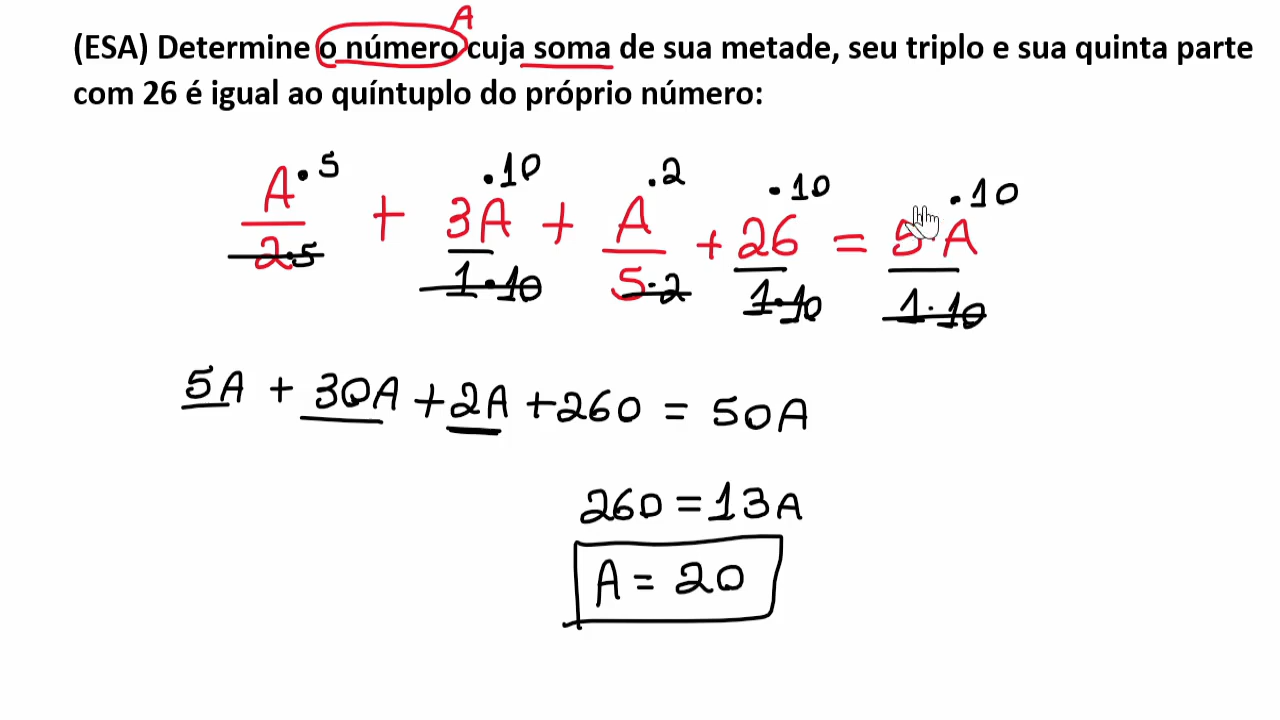 A
(ESA) Determine o número cuja soma de sua metade, seu triplo e sua quinta parte
com 26 é igual ao quíntuplo do próprio número:
A·5 / 2·5 + 3A·10 / 1·10 + A·2 / 5·2 + 26·10 / 1·10 = 5·A·10 / 1·10
5A + 30A + 2A + 260 = 50A
260 = 13A
A = 20